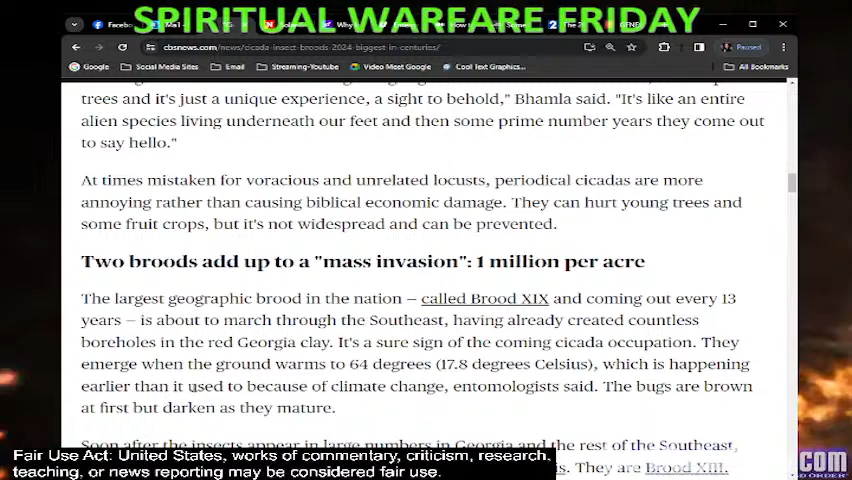 SPIRITUAL WARFARE FRIDAY
Facebo
Mail
Why
How t
2 The 2
GENE
cbsnews.com/news/cicada-insect-broods-2024-biggest-in-centuries/
Paused
Google Social Media Sites Email Streaming-Youtube Video Meet Google Cool Text Graphics... All Bookmarks
trees and it's just a unique experience, a sight to behold," Bhamla said. "It's like an entire
alien species living underneath our feet and then some prime number years they come out
to say hello."
At times mistaken for voracious and unrelated locusts, periodical cicadas are more
annoying rather than causing biblical economic damage. They can hurt young trees and
some fruit crops, but it's not widespread and can be prevented.
Two broods add up to a "mass invasion": 1 million per acre
The largest geographic brood in the nation — called Brood XIX and coming out every 13
years — is about to march through the Southeast, having already created countless
boreholes in the red Georgia clay. It's a sure sign of the coming cicada occupation. They
emerge when the ground warms to 64 degrees (17.8 degrees Celsius), which is happening
earlier than it used to because of climate change, entomologists said. The bugs are brown
at first but darken as they mature.
Soon after the insects appear in large numbers in Georgia and the rest of the Southeast,
They are Brood XIII.
Fair Use Act: United States, works of commentary, criticism, research,
teaching, or news reporting may be considered fair use.
.com